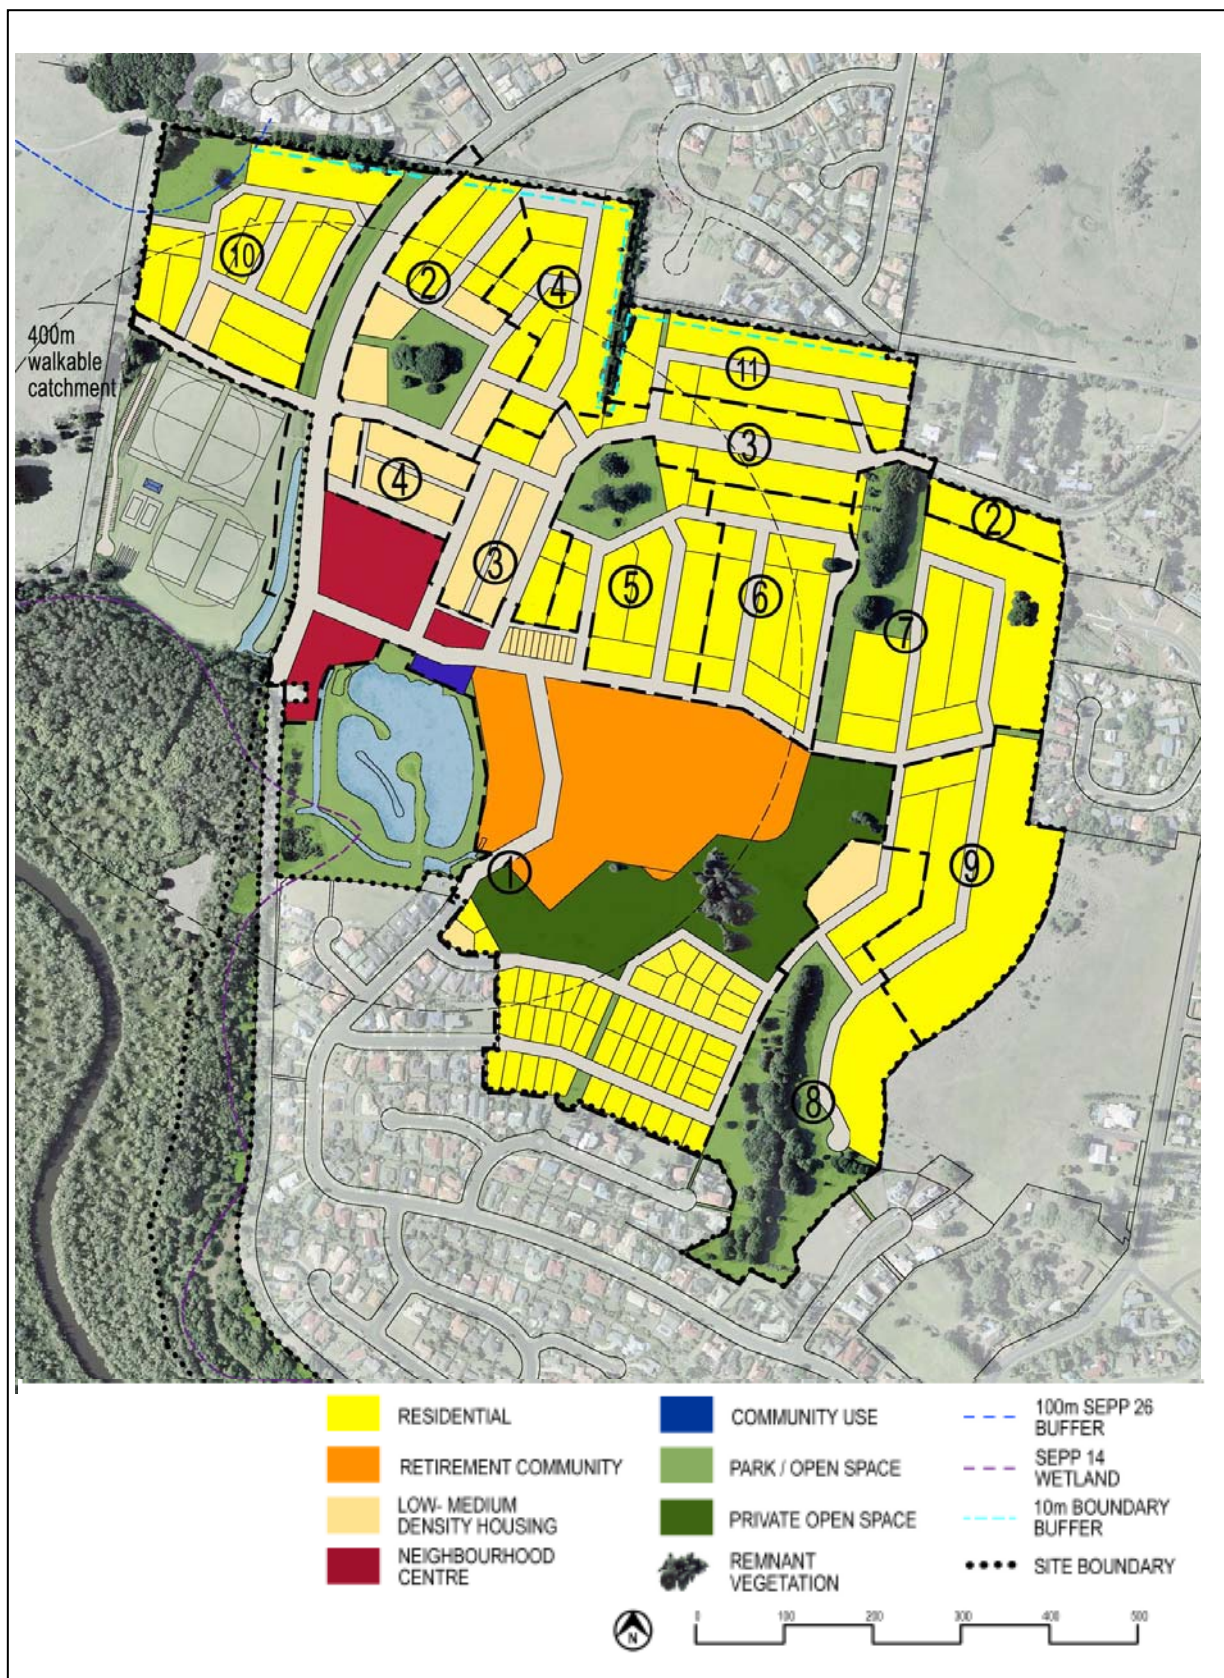 10
2
4
11
3
2
400m
walkable
catchment
4
3
5
6
7
1
9
8
RESIDENTIAL
RETIREMENT COMMUNITY
LOW- MEDIUM
DENSITY HOUSING
NEIGHBOURHOOD
CENTRE
COMMUNITY USE
PARK / OPEN SPACE
PRIVATE OPEN SPACE
REMNANT
VEGETATION
100m SEPP 26
BUFFER
SEPP 14
WETLAND
10m BOUNDARY
BUFFER
SITE BOUNDARY
N
0 100 200 300 400 500